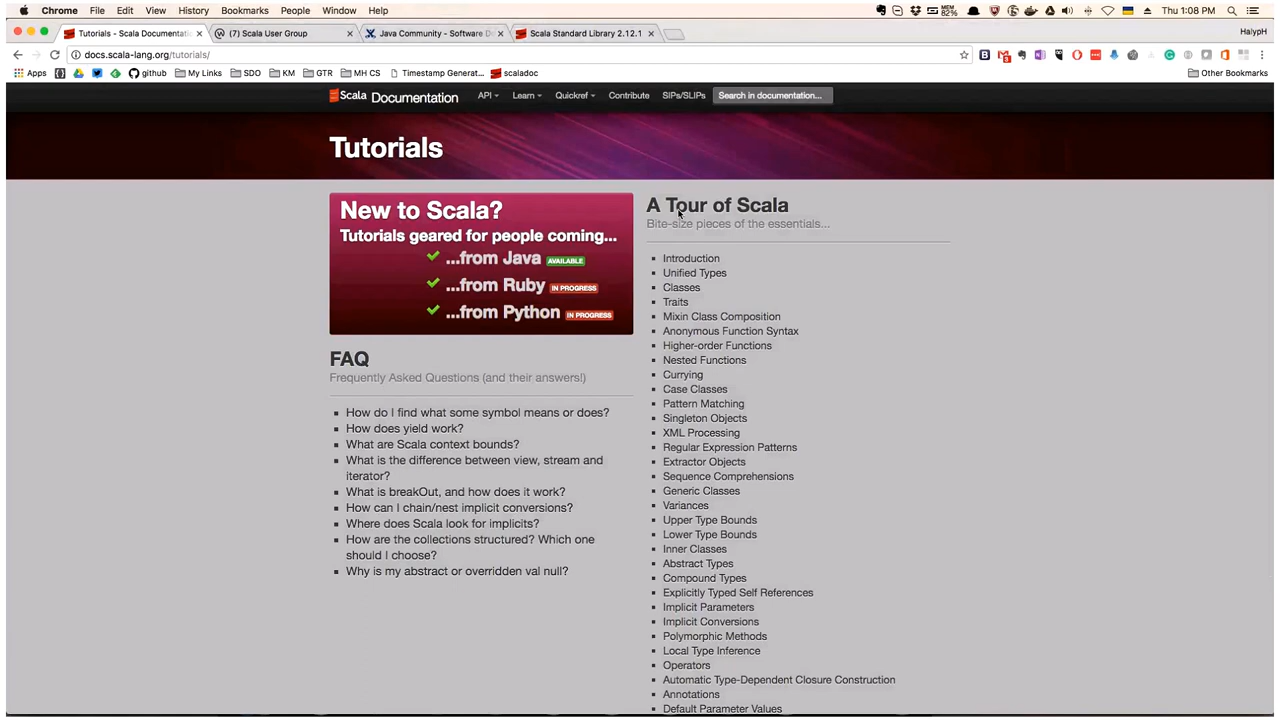 Chrome File Edit View History Bookmarks People Window Help
MEM 82% Thu 1:08 PM
Tutorials - Scala Documentatio
(7) Scala User Group
Java Community - Software D
Scala Standard Library 2.12.1
HalypH
docs.scala-lang.org/tutorials/
Apps github My Links SDO KM GTR MH CS Timestamp Generat... scaladoc Other Bookmarks
Scala Documentation API Learn Quickref Contribute SIPs/SLIPs Search in documentation...
Tutorials
New to Scala?
Tutorials geared for people coming...
...from Java AVAILABLE
...from Ruby IN PROGRESS
...from Python IN PROGRESS
FAQ
Frequently Asked Questions (and their answers!)
How do I find what some symbol means or does?
How does yield work?
What are Scala context bounds?
What is the difference between view, stream and
iterator?
What is breakOut, and how does it work?
How can I chain/nest implicit conversions?
Where does Scala look for implicits?
How are the collections structured? Which one
should I choose?
Why is my abstract or overridden val null?
A Tour of Scala
Bite-size pieces of the essentials...
Introduction
Unified Types
Classes
Traits
Mixin Class Composition
Anonymous Function Syntax
Higher-order Functions
Nested Functions
Currying
Case Classes
Pattern Matching
Singleton Objects
XML Processing
Regular Expression Patterns
Extractor Objects
Sequence Comprehensions
Generic Classes
Variances
Upper Type Bounds
Lower Type Bounds
Inner Classes
Abstract Types
Compound Types
Explicitly Typed Self References
Implicit Parameters
Implicit Conversions
Polymorphic Methods
Local Type Inference
Operators
Automatic Type-Dependent Closure Construction
Annotations
Default Parameter Values